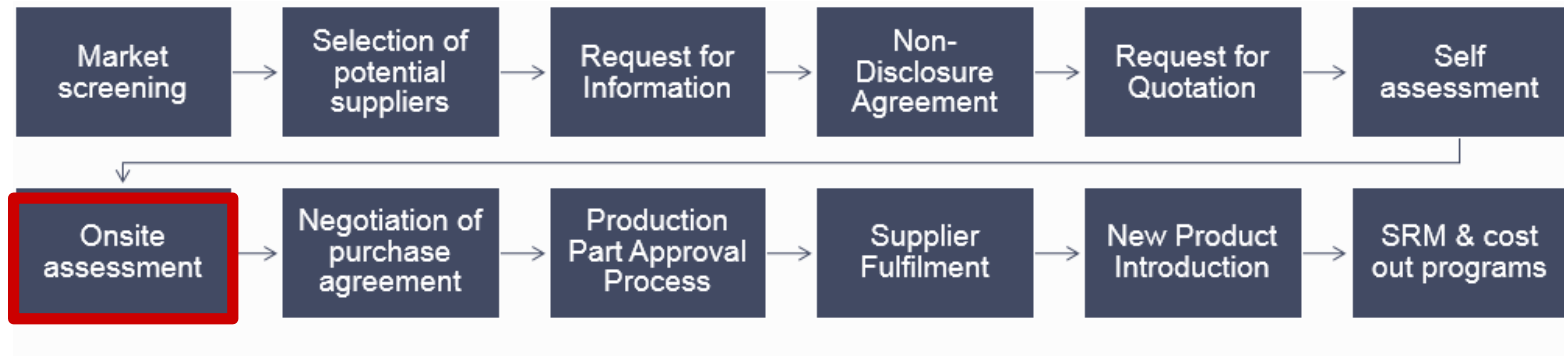 Market
screening
Selection of
potential
suppliers
Request for
Information
Non-
Disclosure
Agreement
Request for
Quotation
Self
assessment
Onsite
assessment
Negotiation of
purchase
agreement
Production
Part Approval
Process
Supplier
Fulfilment
New Product
Introduction
SRM & cost
out programs